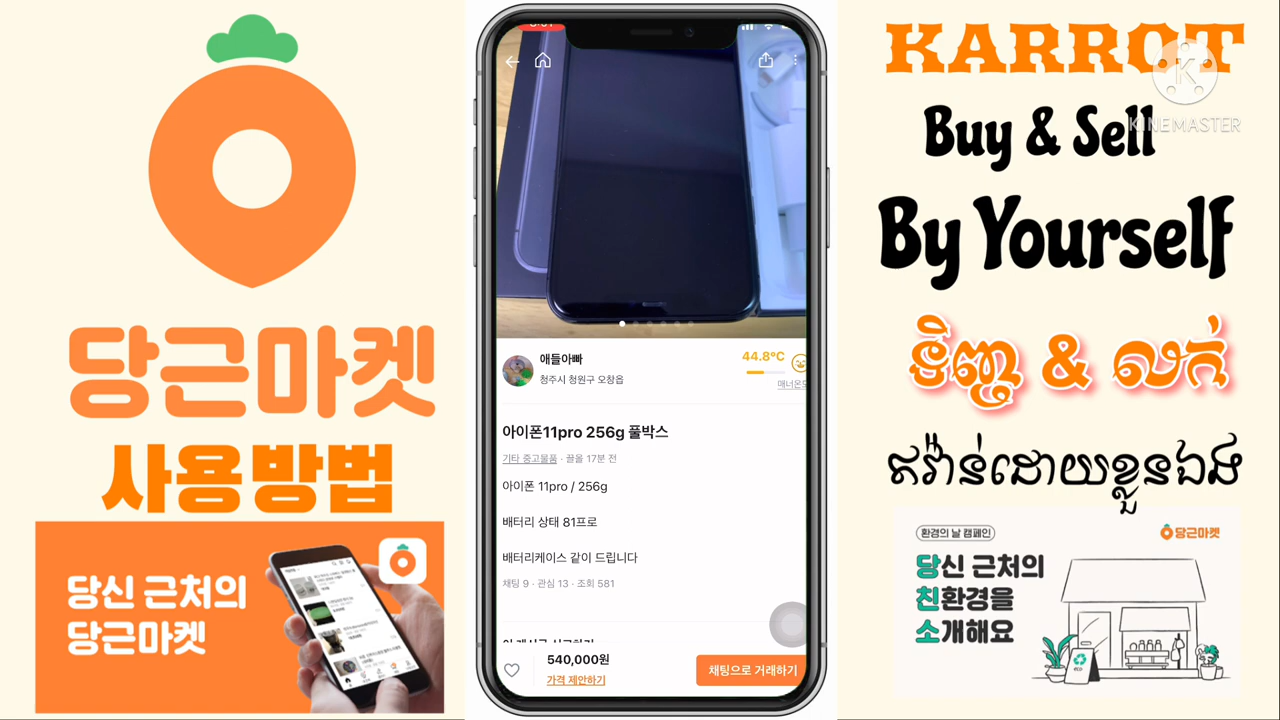 당근마켓
사용방법
당신 근처의
당근마켓
애들아빠
청주시 청원구 오창읍
44.8°C
매너온도
아이폰11pro 256g 풀박스
기타 중고물품 · 끌올 17분 전
아이폰 11pro / 256g
배터리 상태 81프로
배터리케이스 같이 드립니다
채팅 9 · 관심 13 · 조회 581
540,000원
가격 제안하기
채팅으로 거래하기
KARROT
KINEMASTER
Buy & Sell
By Yourself
ទិញ & លក់
ឥវ៉ាន់ដោយខ្លួនឯង
환경의 날 캠페인
당근마켓
당신 근처의
친환경을
소개해요
eco